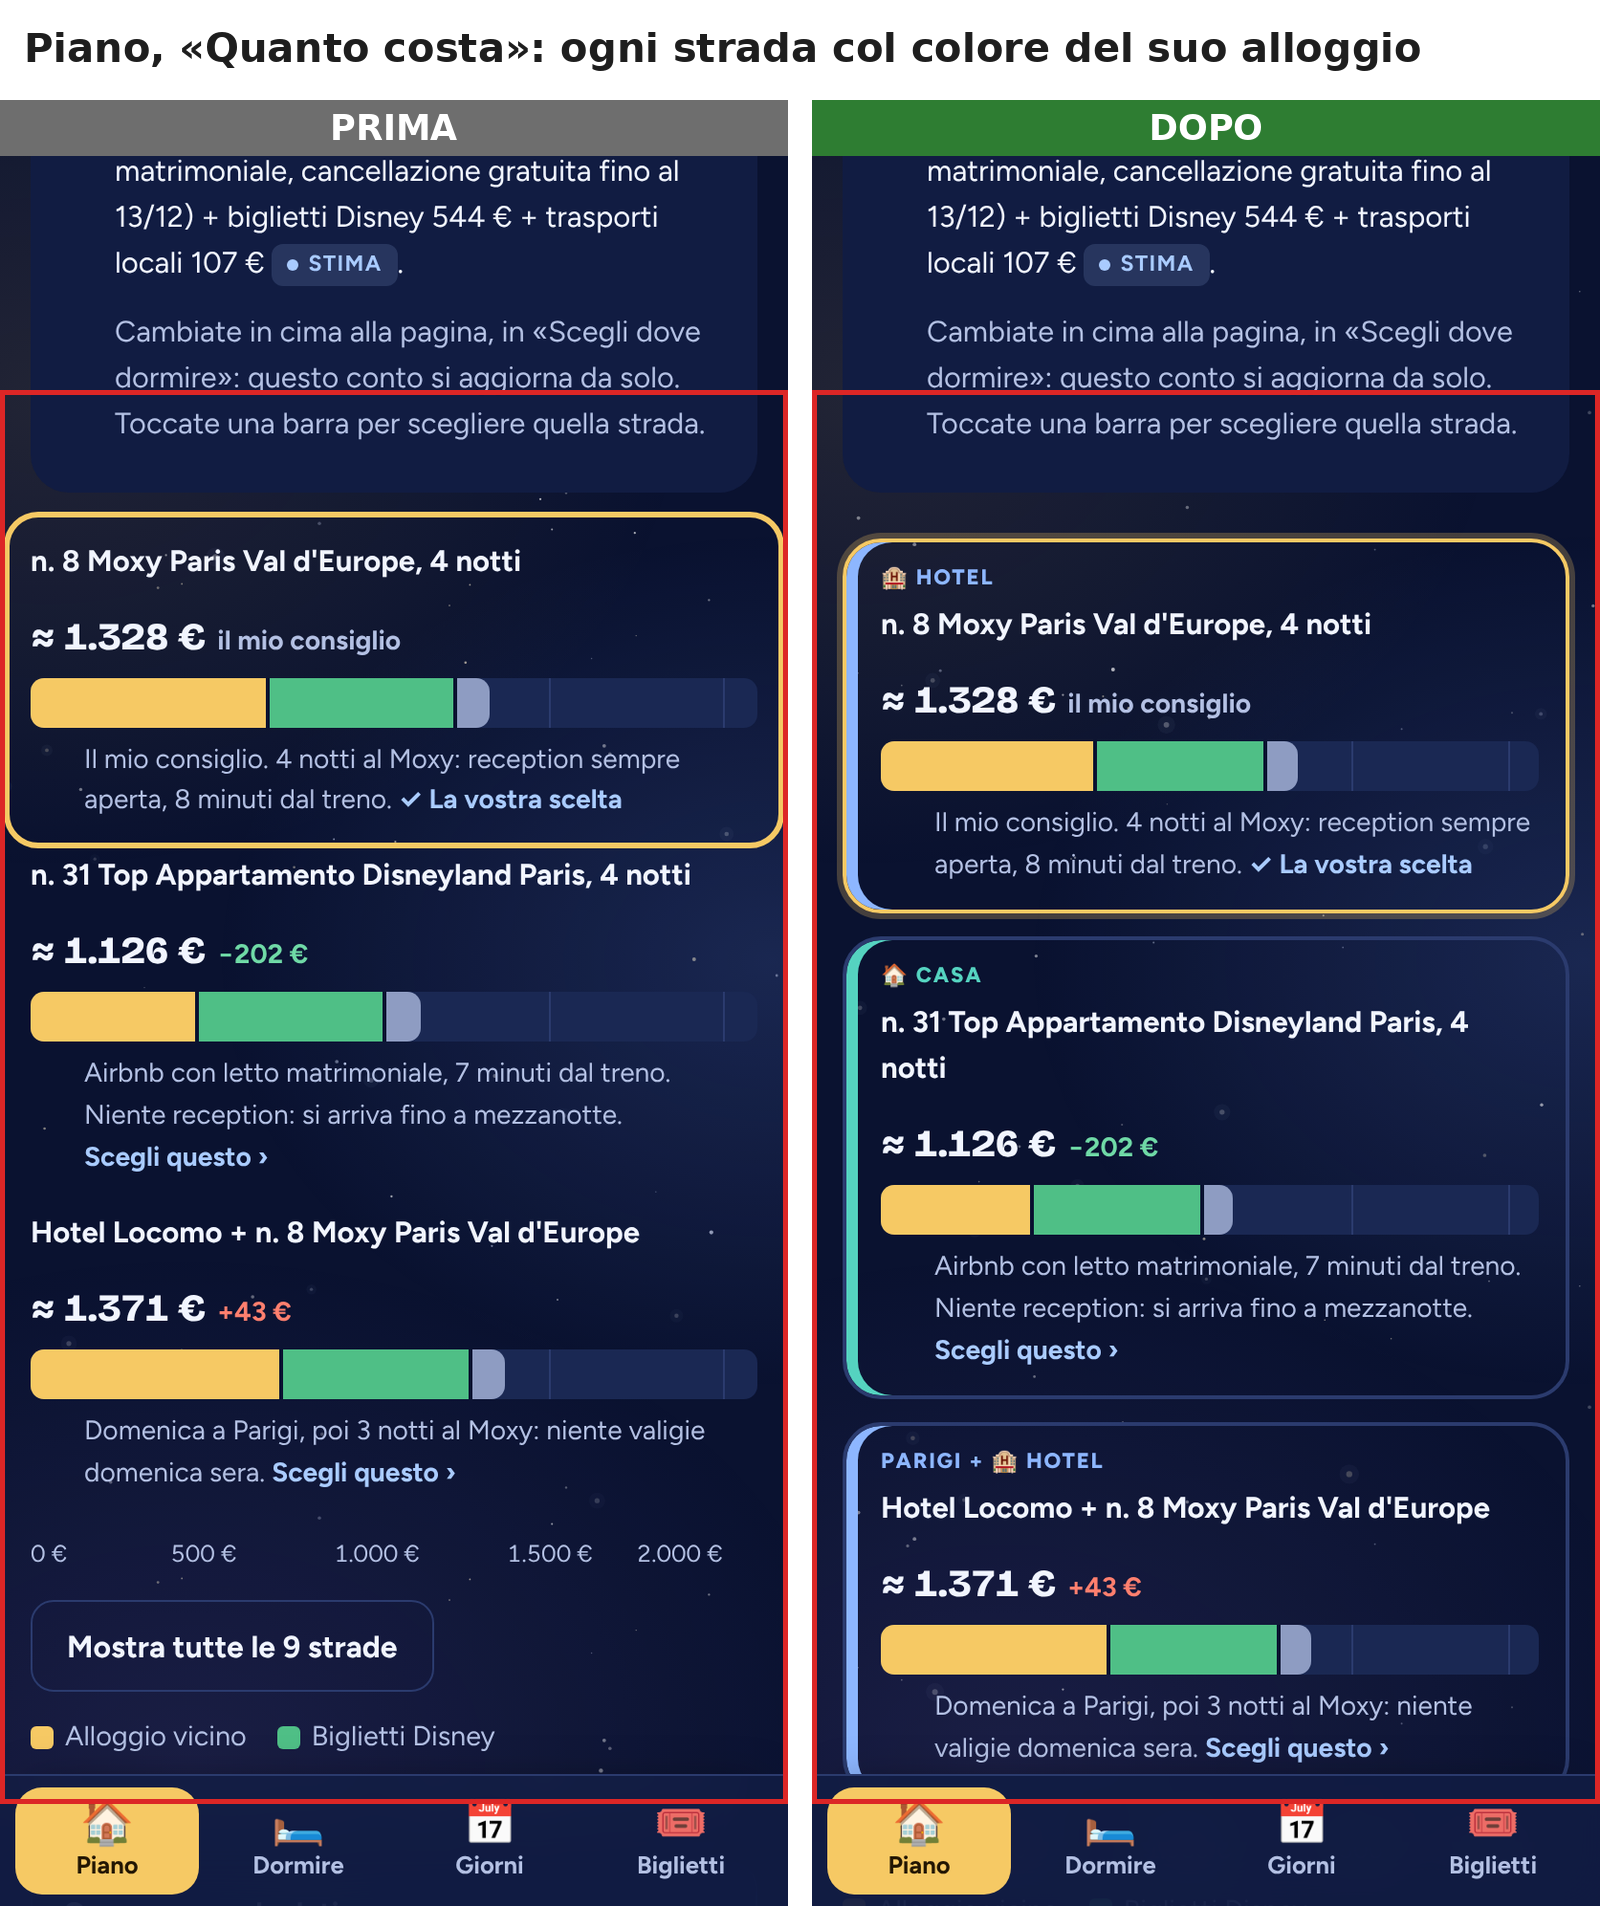 Piano, «Quanto costa»: ogni strada col colore del suo alloggio
PRIMA
matrimoniale, cancellazione gratuita fino al
13/12) + biglietti Disney 544 € + trasporti
locali 107 € • STIMA .
Cambiate in cima alla pagina, in «Scegli dove
dormire»: questo conto si aggiorna da solo.
Toccate una barra per scegliere quella strada.
n. 8 Moxy Paris Val d'Europe, 4 notti
≈ 1.328 € il mio consiglio
Il mio consiglio. 4 notti al Moxy: reception sempre
aperta, 8 minuti dal treno. ✓ La vostra scelta
n. 31 Top Appartamento Disneyland Paris, 4 notti
≈ 1.126 € −202 €
Airbnb con letto matrimoniale, 7 minuti dal treno.
Niente reception: si arriva fino a mezzanotte.
Scegli questo ›
Hotel Locomo + n. 8 Moxy Paris Val d'Europe
≈ 1.371 € +43 €
Domenica a Parigi, poi 3 notti al Moxy: niente valigie
domenica sera. Scegli questo ›
0 € 500 € 1.000 € 1.500 € 2.000 €
Mostra tutte le 9 strade
Alloggio vicino Biglietti Disney
July
17
Piano Dormire Giorni Biglietti
DOPO
matrimoniale, cancellazione gratuita fino al
13/12) + biglietti Disney 544 € + trasporti
locali 107 € • STIMA .
Cambiate in cima alla pagina, in «Scegli dove
dormire»: questo conto si aggiorna da solo.
Toccate una barra per scegliere quella strada.
HOTEL
n. 8 Moxy Paris Val d'Europe, 4 notti
≈ 1.328 € il mio consiglio
Il mio consiglio. 4 notti al Moxy: reception sempre
aperta, 8 minuti dal treno. ✓ La vostra scelta
CASA
n. 31 Top Appartamento Disneyland Paris, 4
notti
≈ 1.126 € −202 €
Airbnb con letto matrimoniale, 7 minuti dal treno.
Niente reception: si arriva fino a mezzanotte.
Scegli questo ›
PARIGI + HOTEL
Hotel Locomo + n. 8 Moxy Paris Val d'Europe
≈ 1.371 € +43 €
Domenica a Parigi, poi 3 notti al Moxy: niente
valigie domenica sera. Scegli questo ›
July
17
Piano Dormire Giorni Biglietti